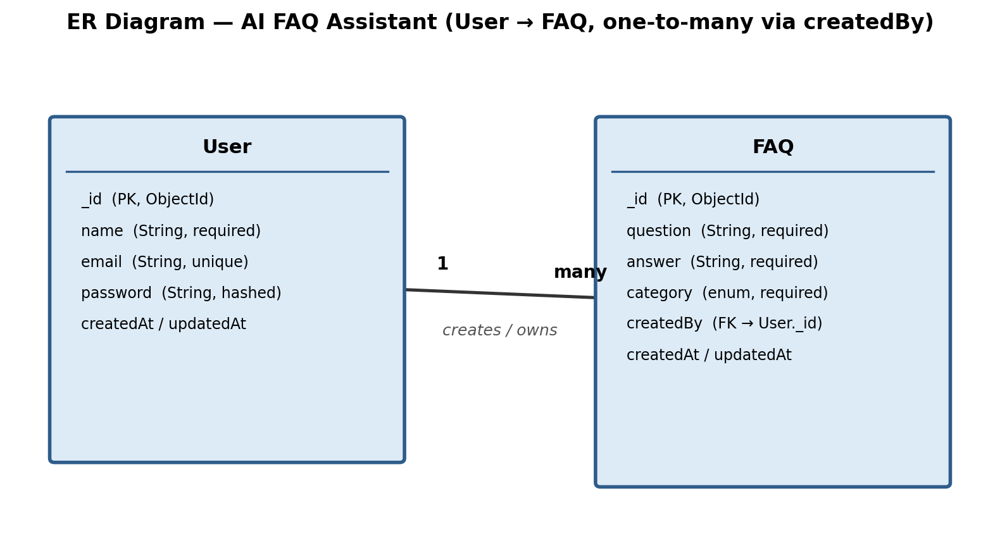 ER Diagram — AI FAQ Assistant (User → FAQ, one-to-many via createdBy)
User
_id (PK, ObjectId)
name (String, required)
email (String, unique)
password (String, hashed)
createdAt / updatedAt
1
many
creates / owns
FAQ
_id (PK, ObjectId)
question (String, required)
answer (String, required)
category (enum, required)
createdBy (FK → User._id)
createdAt / updatedAt